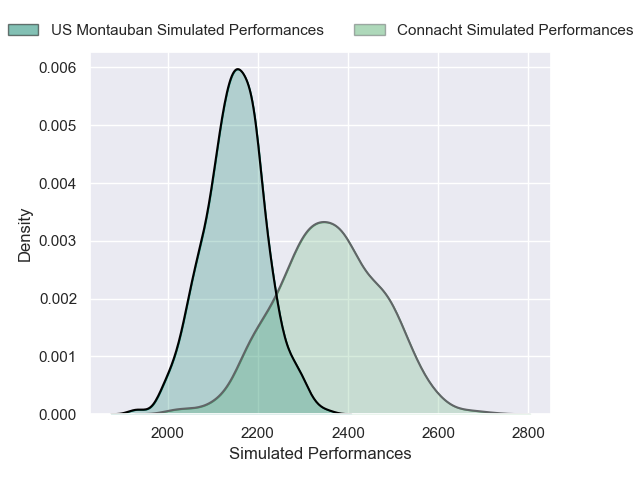 US Montauban Simulated Performances
Connacht Simulated Performances
0.006
0.005
0.004
0.003
0.002
0.001
0.000
Density
2000 2200 2400 2600 2800
Simulated Performances